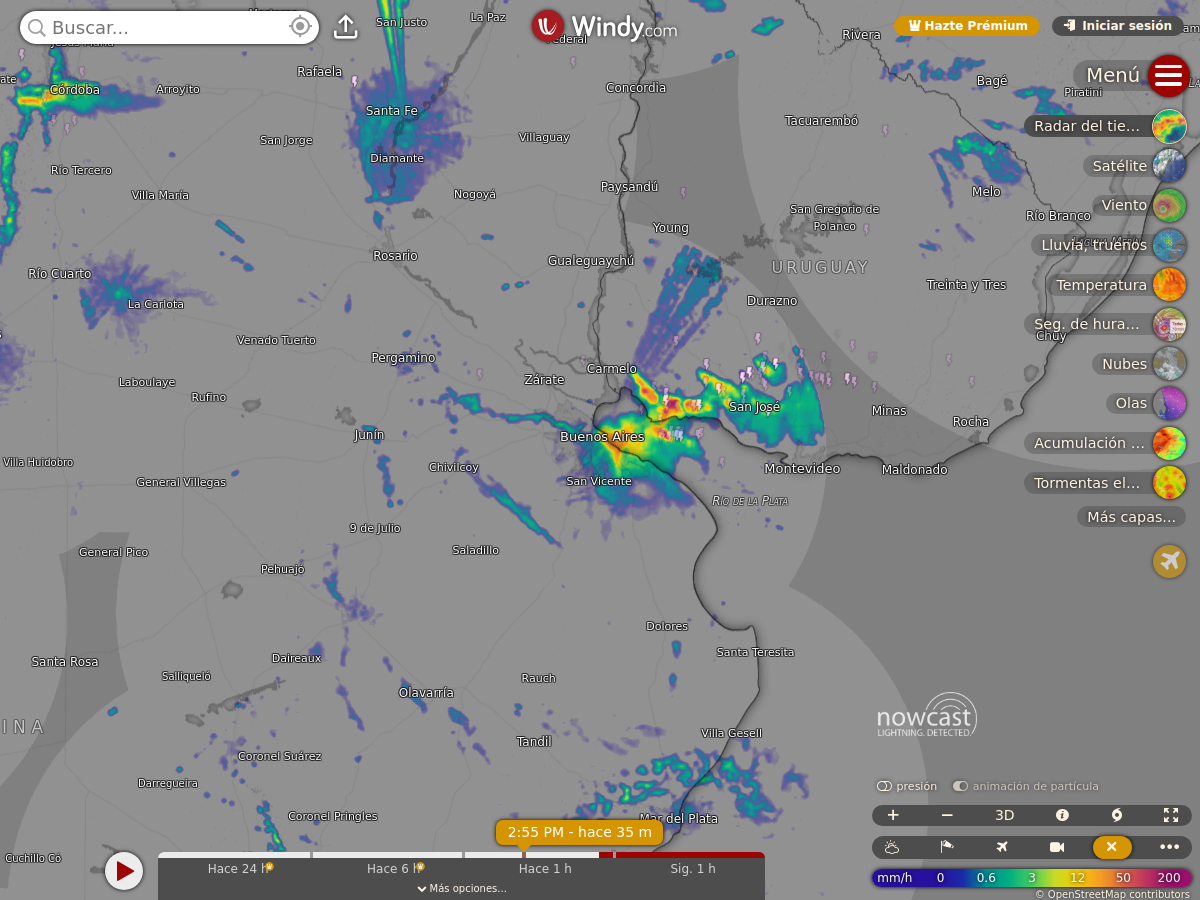 Buscar...
San Justo
La Paz
Windy.com
Federal
Rivera
Hazte Prémium
Iniciar sesión
Jesús María
Rafaela
Córdoba
Arroyito
Concordia
Bagé
Menú
Piratini
Santa Fe
Tacuarembó
Radar del tie...
San Jorge
Villaguay
Diamante
Río Tercero
Satélite
Villa María
Nogoyá
Paysandú
Melo
Viento
San Gregorio de
Polanco
Río Branco
Young
Lluvia, truenos
Rosario
Gualeguaychú
URUGUAY
Río Cuarto
Temperatura
Treinta y Tres
La Carlota
Durazno
Seg. de hura...
Chuy
Venado Tuerto
Pergamino
Nubes
Carmelo
Zárate
Laboulaye
Rufino
Olas
San José
Minas
Rocha
Junín
Buenos Aires
Acumulación ...
Villa Huidobro
Chivilcoy
Montevideo
Maldonado
General Villegas
San Vicente
Tormentas el...
Río de la Plata
Más capas...
9 de Julio
General Pico
Saladillo
Pehuajó
Dolores
Santa Teresita
Santa Rosa
Daireaux
Salliqueló
Rauch
Olavarría
INA
nowcast
LIGHTNING. DETECTED.
Villa Gesell
Tandil
Coronel Suárez
Darregueira
presión
animación de partícula
Coronel Pringles
Mar del Plata
3D
2:55 PM - hace 35 m
Cuchillo Có
Hace 24 h
Hace 6 h
Hace 1 h
Sig. 1 h
Más opciones...
mm/h 0 0.6 3 12 50 200
© OpenStreetMap contributors